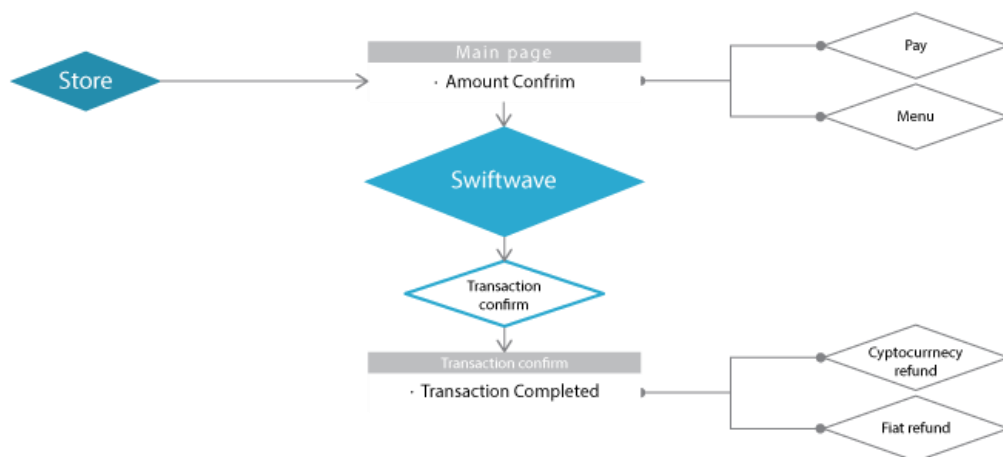 Main page
Pay
Store
· Amount Confrim
Menu
Swiftwave
Transaction
confirm
Transaction confirm
Cyptocurrnecy
refund
· Transaction Completed
Fiat refund